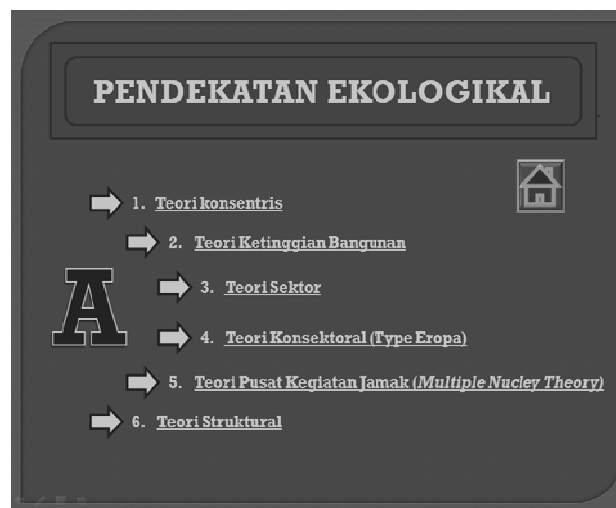 PENDEKATAN EKOLOGIKAL
1. Teori konsentris
2. Teori Ketinggian Bangunan
3. Teori Sektor
A
4. Teori Konsektoral (Type Eropa)
5. Teori Pusat Kegiatan Jamak (Multiple Nucley Theory)
6. Teori Struktural